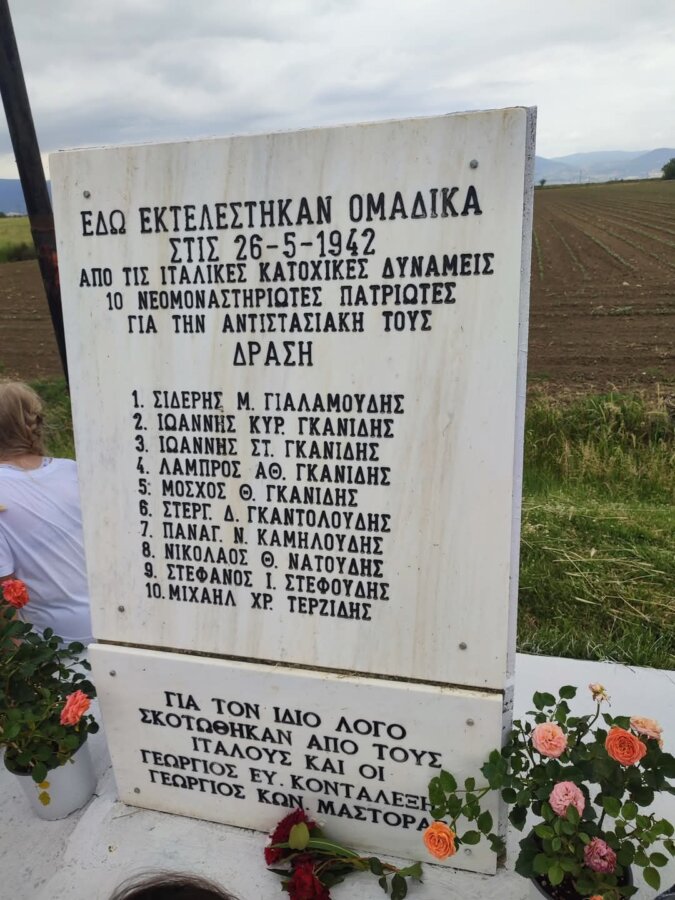 ΕΔΩ ΕΚΤΕΛΕΣΤΗΚΑΝ ΟΜΑΔΙΚΑ
ΣΤΙΣ 26-5-1942
ΑΠΟ ΤΙΣ ΙΤΑΛΙΚΕΣ ΚΑΤΟΧΙΚΕΣ ΔΥΝΑΜΕΙΣ
10 ΝΕΟΜΟΝΑΣΤΗΡΙΩΤΕΣ ΠΑΤΡΙΩΤΕΣ
ΓΙΑ ΤΗΝ ΑΝΤΙΣΤΑΣΙΑΚΗ ΤΟΥΣ
ΔΡΑΣΗ
1. ΣΙΔΕΡΗΣ Μ. ΓΙΑΛΑΜΟΥΔΗΣ
2. ΙΩΑΝΝΗΣ ΚΥΡ. ΓΚΑΝΙΔΗΣ
3. ΙΩΑΝΝΗΣ ΣΤ. ΓΚΑΝΙΔΗΣ
4. ΛΑΜΠΡΟΣ ΑΘ. ΓΚΑΝΙΔΗΣ
5. ΜΟΣΧΟΣ Θ. ΓΚΑΝΙΔΗΣ
6. ΣΤΕΡΓ. Δ. ΓΚΑΝΤΟΛΟΥΔΗΣ
7. ΠΑΝΑΓ. Ν. ΚΑΜΗΛΟΥΔΗΣ
8. ΝΙΚΟΛΑΟΣ Θ. ΝΑΤΟΥΔΗΣ
9. ΣΤΕΦΑΝΟΣ Ι. ΣΤΕΦΟΥΔΗΣ
10. ΜΙΧΑΗΛ ΧΡ. ΤΕΡΖΙΔΗΣ
ΓΙΑ ΤΟΝ ΙΔΙΟ ΛΟΓΟ
ΣΚΟΤΩΘΗΚΑΝ ΑΠΟ ΤΟΥΣ
ΙΤΑΛΟΥΣ ΚΑΙ ΟΙ
ΓΕΩΡΓΙΟΣ ΕΥ.
ΓΕΩΡΓΙΟΣ ΚΩΝ.